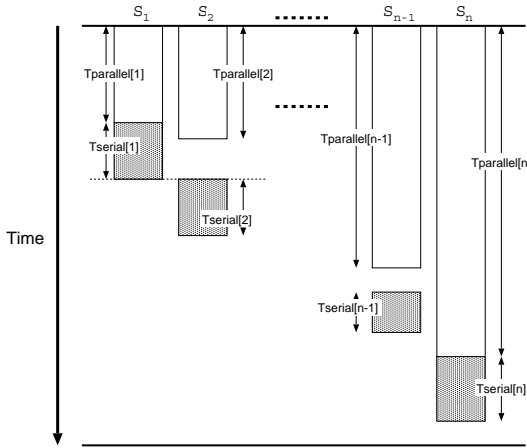 S1 S2 Sn-1 Sn
Tparallel[1]
Tparallel[2]
Tparallel[n-1]
Tserial[1]
Tparallel[n
Tserial[2]
Time
Tserial[n-1]
Tserial[n]